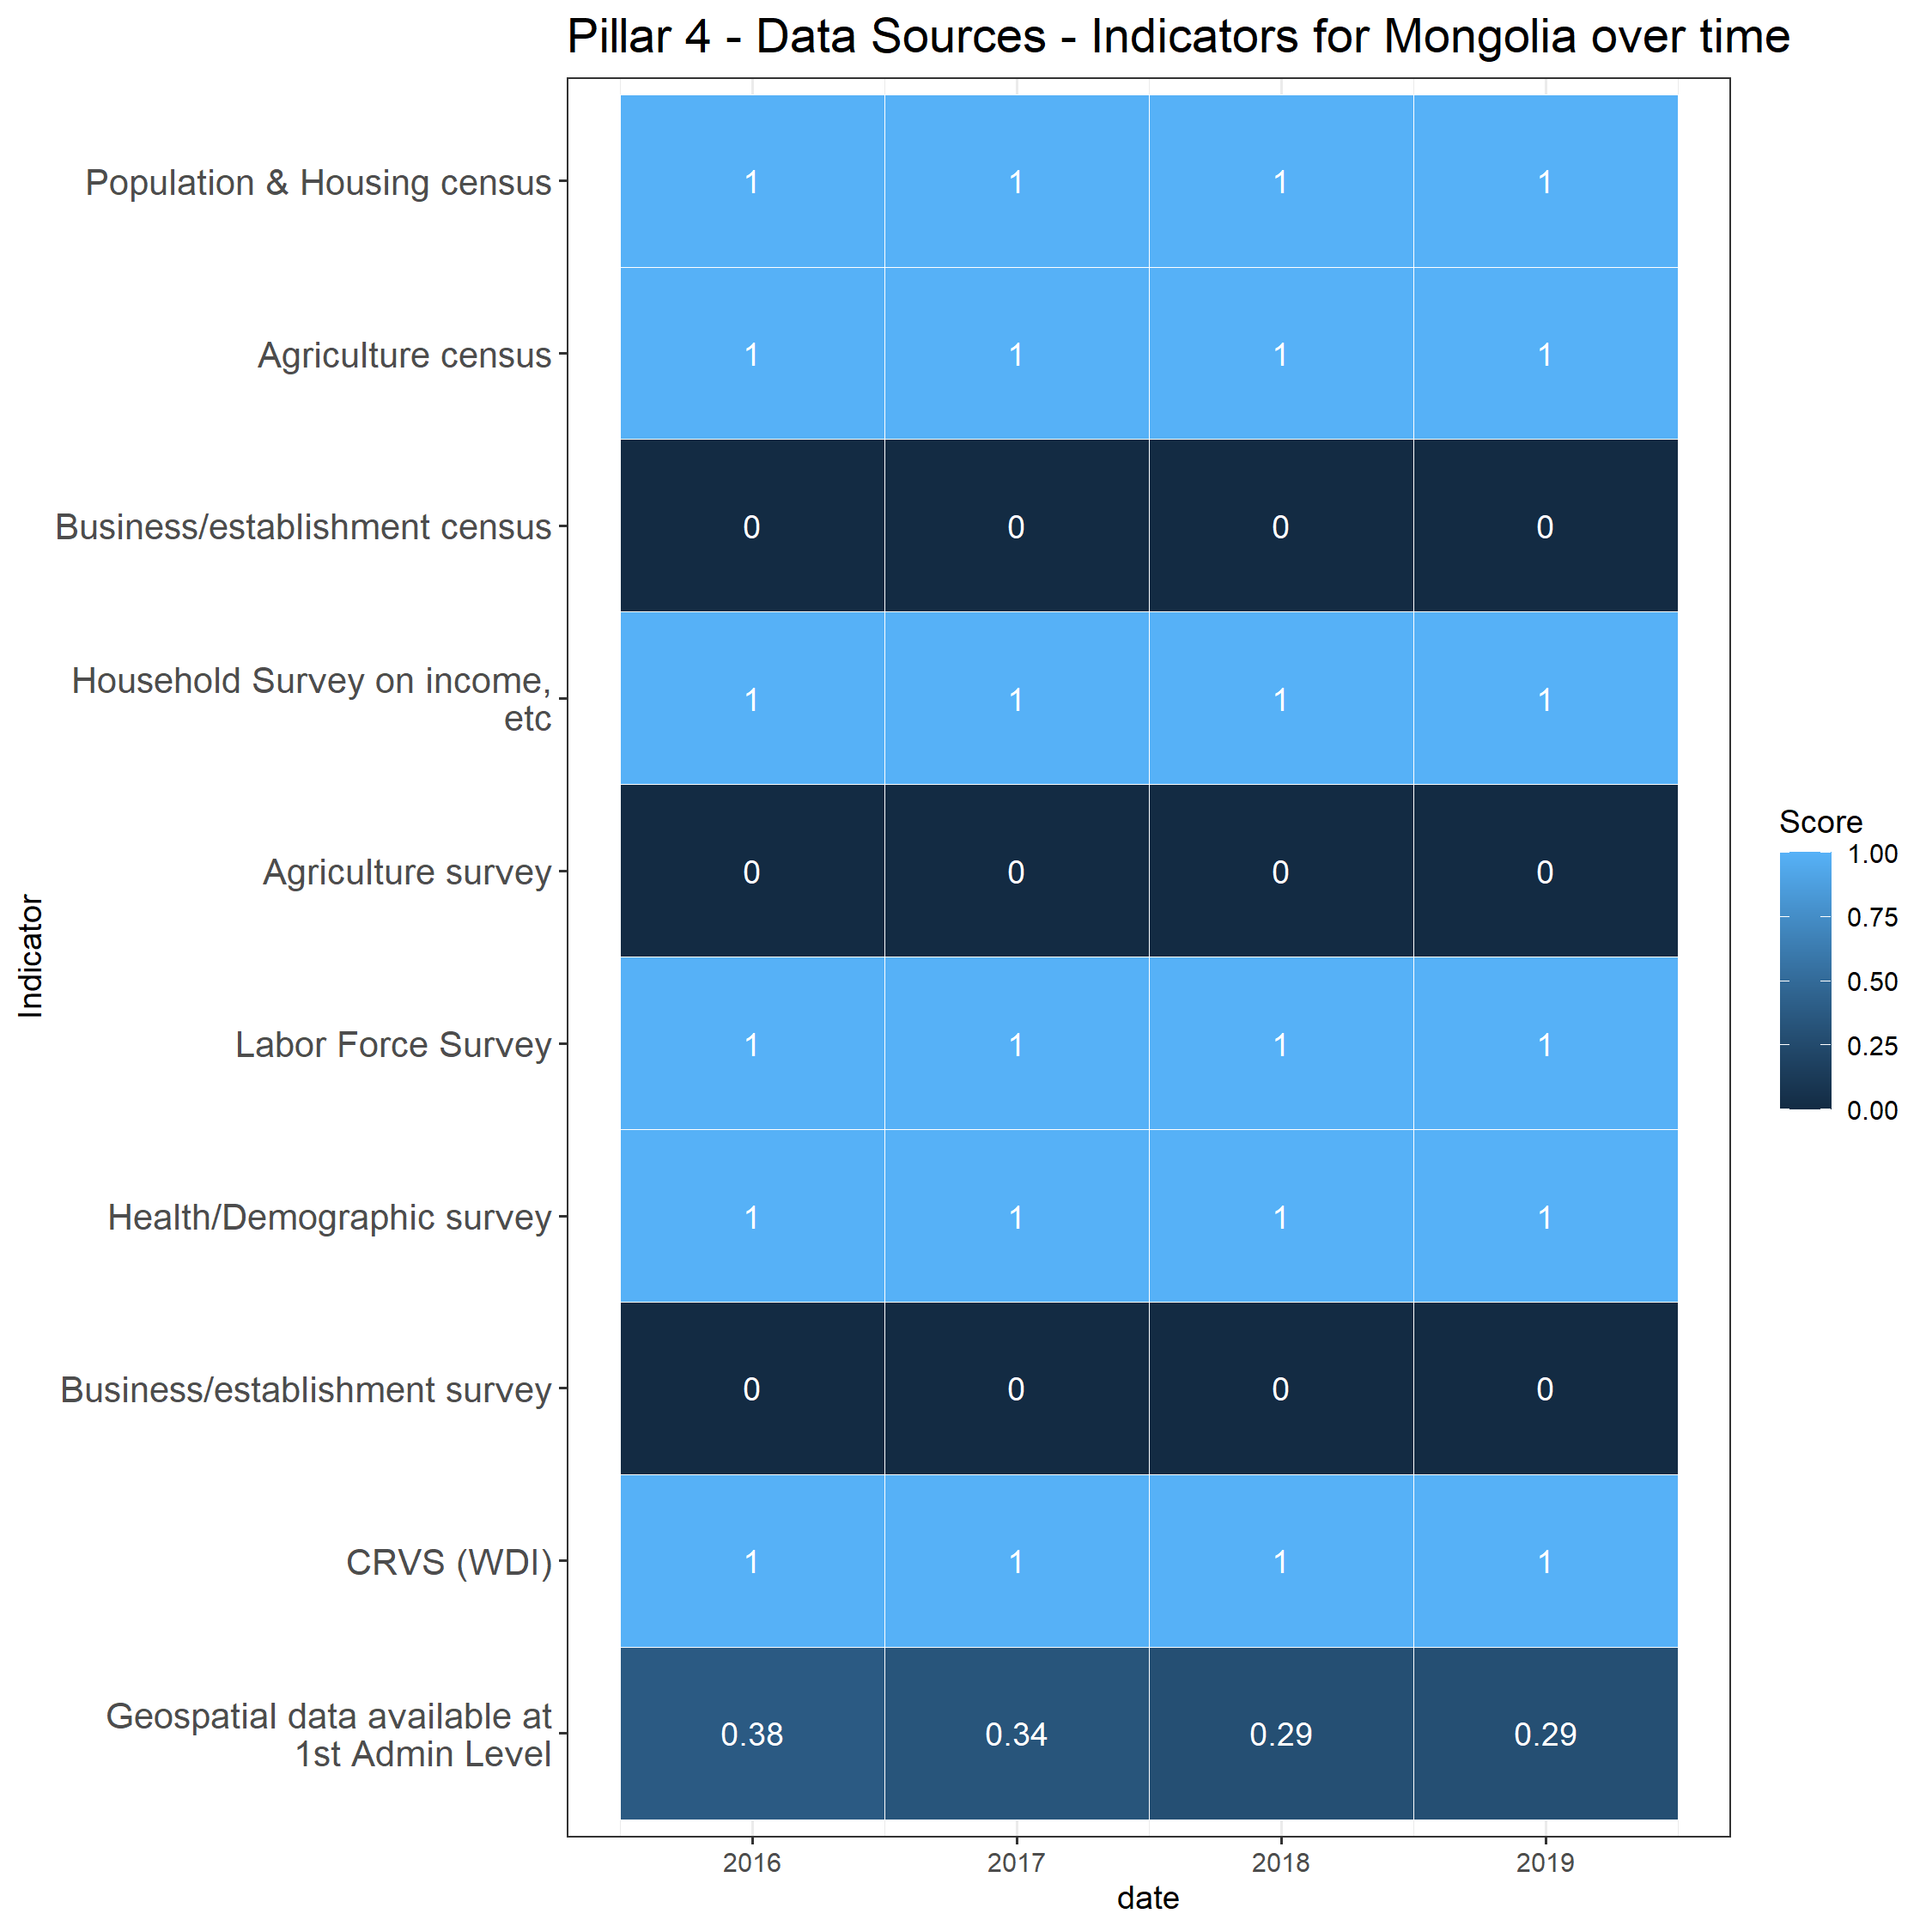 Pillar 4 - Data Sources - Indicators for Mongolia over time
Population & Housing census
1 1 1 1
Agriculture census
1 1 1 1
Business/establishment census
0 0 0 0
Household Survey on income,
etc
1 1 1 1
Agriculture survey
0 0 0 0
Labor Force Survey
1 1 1 1
Health/Demographic survey
1 1 1 1
Business/establishment survey
0 0 0 0
CRVS (WDI)
1 1 1 1
Geospatial data available at
1st Admin Level
0.38 0.34 0.29 0.29
2016 2017 2018 2019
date
Indicator
Score
1.00
0.75
0.50
0.25
0.00